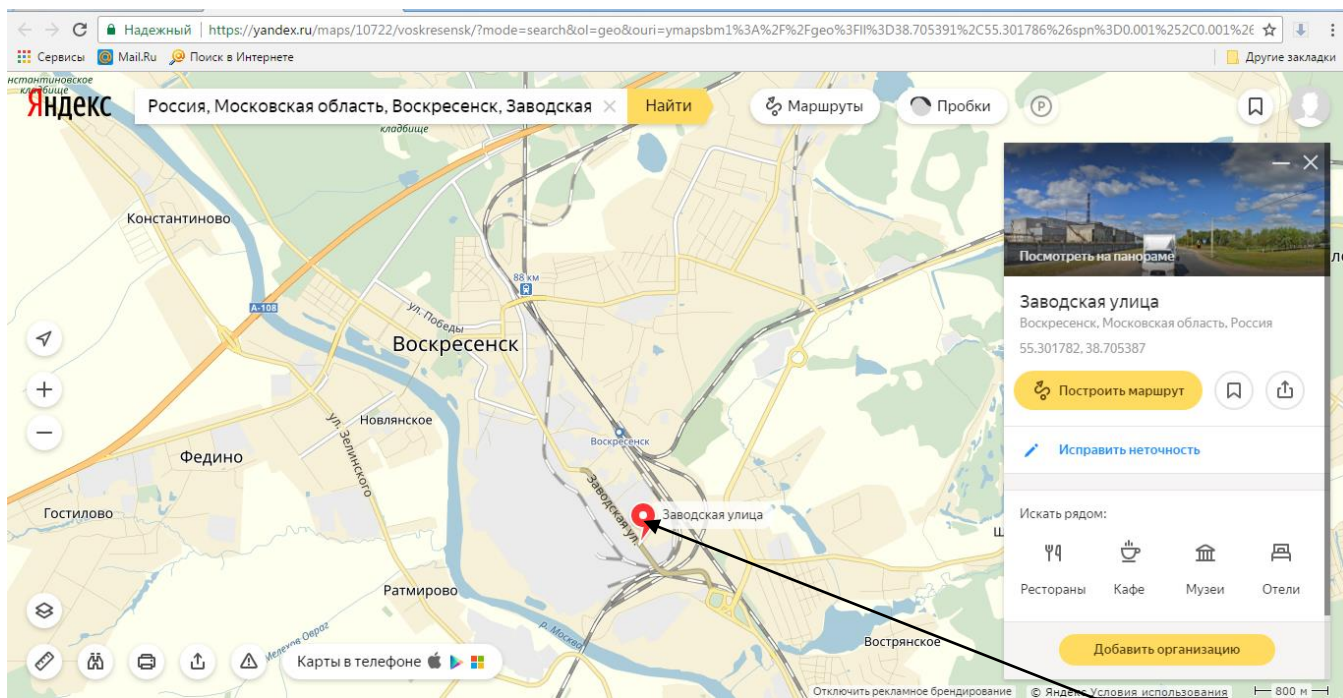 Надежный | https://yandex.ru/maps/10722/voskresensk/?mode=search&ol=geo&ouri=ymapsbm1%3A%2F%2Fgeo%3Fll%3D38.705391%2C55.301786%26spn%3D0.001%252C0.001%26
Сервисы Mail.Ru Поиск в Интернете Другие закладки
Яндекс
Россия, Московская область, Воскресенск, Заводская
Найти
Маршруты
Пробки
P
кладбище
кладбище
Константиново
88 км
А-108
ул. Победы
Воскресенск
Новлянское
ул. Зелинского
Федино
Воскресенск
Гостилово
Заводская ул.
Заводская улица
Ратмирово
р. Москва
Мелехов Овраг
Вострянское
Карты в телефоне
Посмотреть на панораме
Заводская улица
Воскресенск, Московская область, Россия
55.301782, 38.705387
Построить маршрут
Исправить неточность
Искать рядом:
Рестораны Кафе Музеи Отели
Добавить организацию
Отключить рекламное брендирование © Яндекс Условия использования 800 м